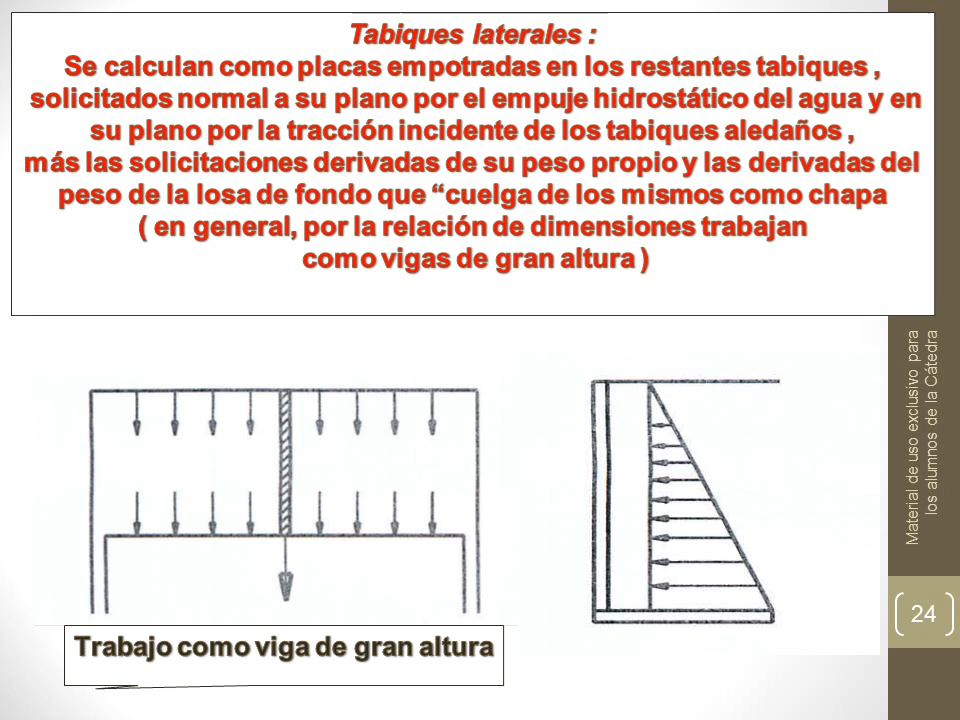 Tabiques laterales :
Se calculan como placas empotradas en los restantes tabiques ,
solicitados normal a su plano por el empuje hidrostático del agua y en
su plano por la tracción incidente de los tabiques aledaños ,
más las solicitaciones derivadas de su peso propio y las derivadas del
peso de la losa de fondo que “cuelga de los mismos como chapa
( en general, por la relación de dimensiones trabajan
como vigas de gran altura )
Trabajo como viga de gran altura
Material de uso exclusivo para
los alumnos de la Cátedra
24